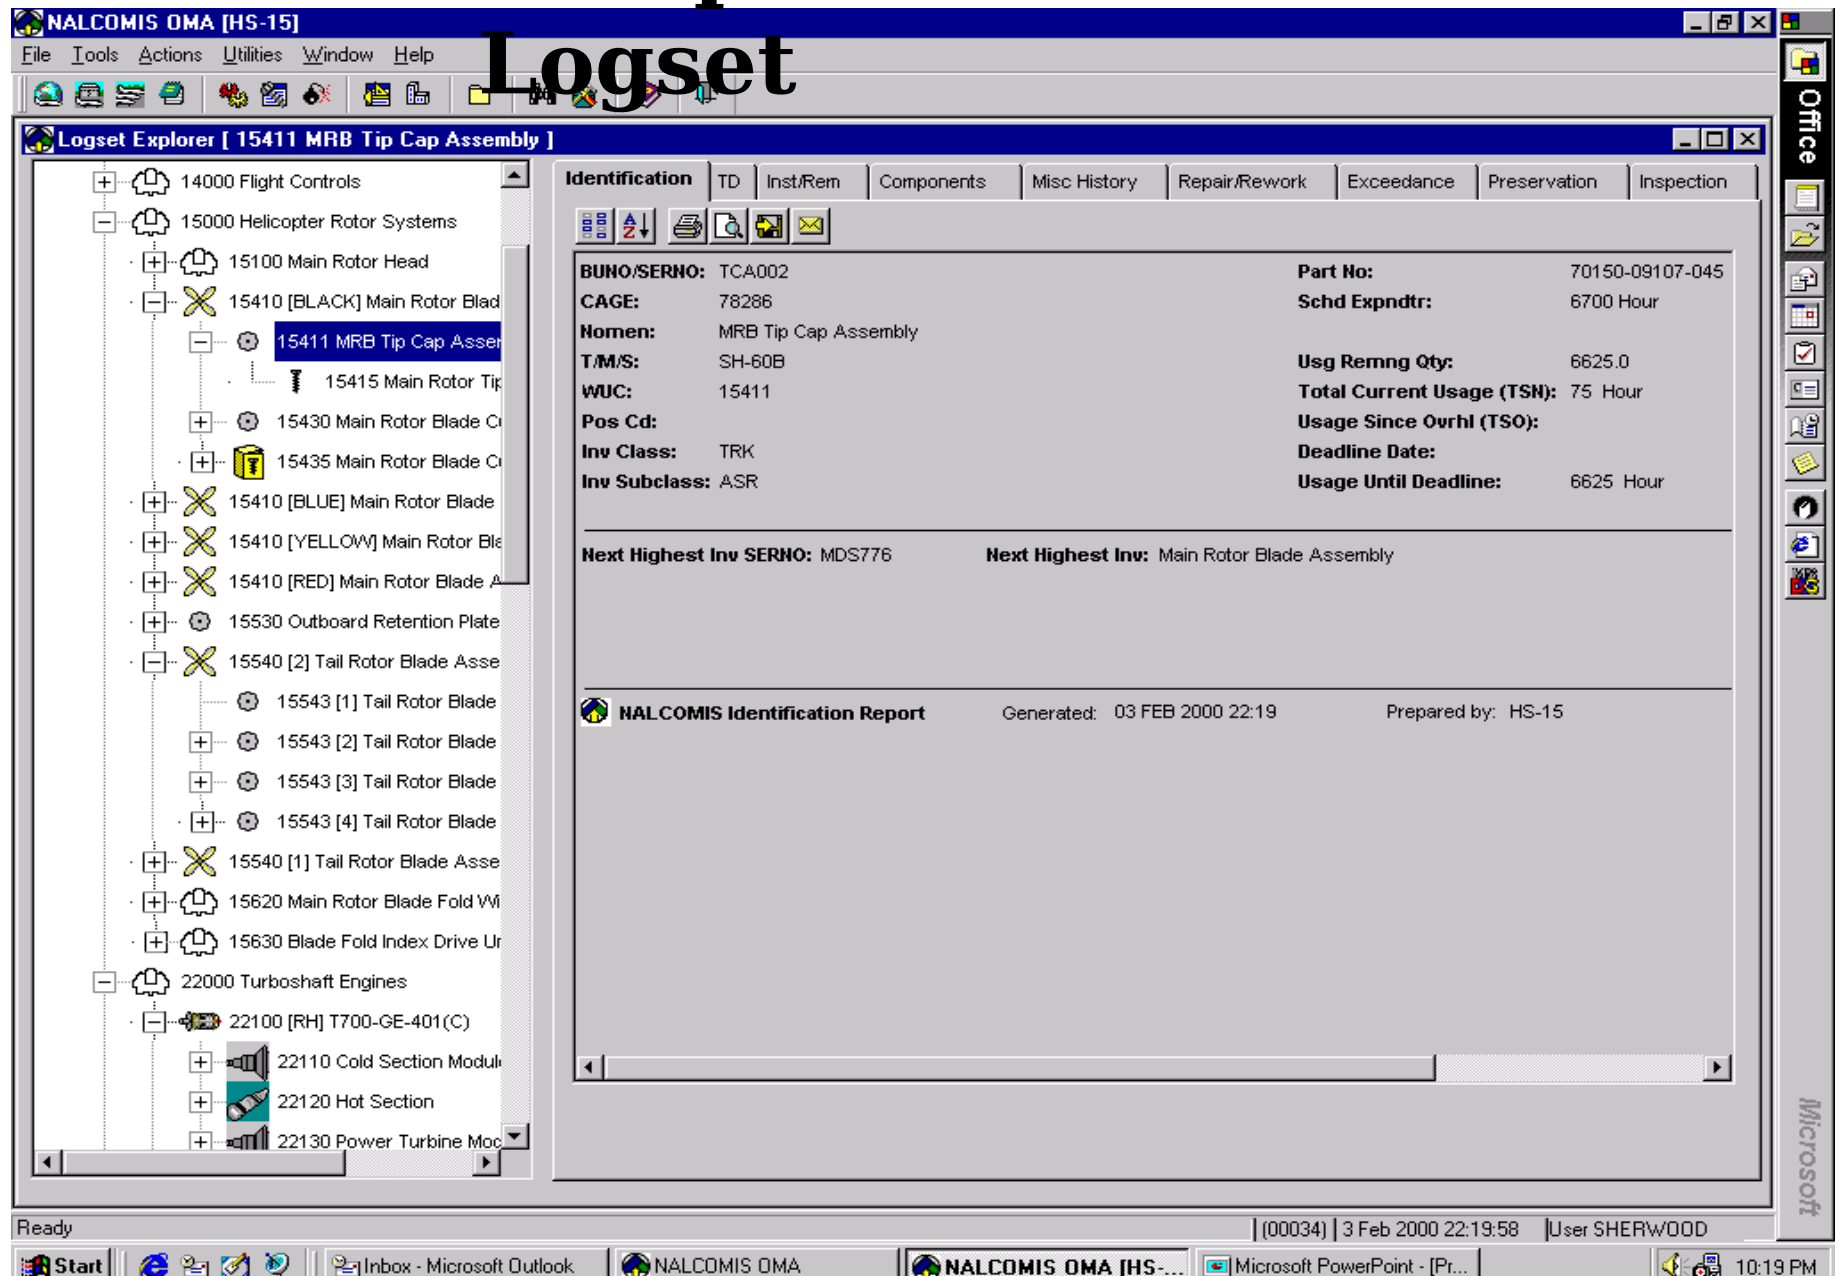 Logset
NALCOMIS OMA [HS-15]
File Tools Actions Utilities Window Help
Logset Explorer [ 15411 MRB Tip Cap Assembly ]
14000 Flight Controls
15000 Helicopter Rotor Systems
15100 Main Rotor Head
15410 [BLACK] Main Rotor Blad
15411 MRB Tip Cap Asser
15415 Main Rotor Tip
15430 Main Rotor Blade C
15435 Main Rotor Blade C
15410 [BLUE] Main Rotor Blade
15410 [YELLOW] Main Rotor Bla
15410 [RED] Main Rotor Blade A
15530 Outboard Retention Plate
15540 [2] Tail Rotor Blade Asse
15543 [1] Tail Rotor Blade
15543 [2] Tail Rotor Blade
15543 [3] Tail Rotor Blade
15543 [4] Tail Rotor Blade
15540 [1] Tail Rotor Blade Asse
15620 Main Rotor Blade Fold Wi
15630 Blade Fold Index Drive Ur
22000 Turboshaft Engines
22100 [RH] T700-GE-401(C)
22110 Cold Section Modul
22120 Hot Section
22130 Power Turbine Moc
Identification TD Inst/Rem Components Misc History Repair/Rework Exceedance Preservation Inspection
BUNO/SERNO: TCA002 Part No: 70150-09107-045
CAGE: 78286 Schd Expndtr: 6700 Hour
Nomen: MRB Tip Cap Assembly
T/M/S: SH-60B Usg Remng Qty: 6625.0
WUC: 15411 Total Current Usage (TSN): 75 Hour
Pos Cd: Usage Since Ovrhl (TSO):
Inv Class: TRK Deadline Date:
Inv Subclass: ASR Usage Until Deadline: 6625 Hour
Next Highest Inv SERNO: MDS776 Next Highest Inv: Main Rotor Blade Assembly
NALCOMIS Identification Report Generated: 03 FEB 2000 22:19 Prepared by: HS-15
Office
Microsoft
Ready (00034) 3 Feb 2000 22:19:58 User SHERWOOD
Start Inbox - Microsoft Outlook NALCOMIS OMA NALCOMIS OMA [HS-... Microsoft PowerPoint - [Pr... 10:19 PM